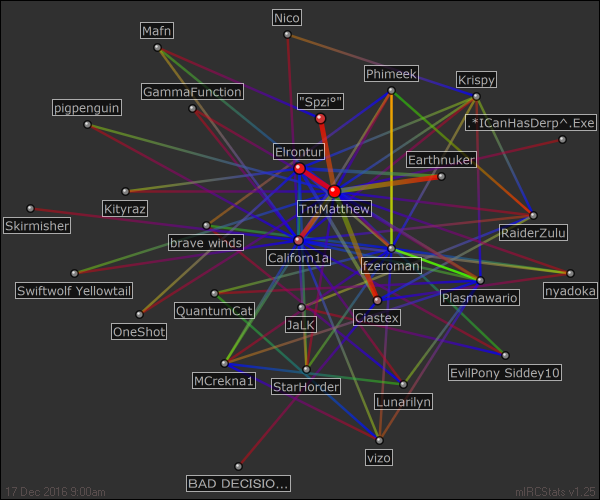 Nico
Mafn
Phimeek
Krispy
GammaFunction
"Spzi°"
pigpenguin
.*ICanHasDerp^.Exe
Elrontur
Earthnuker
Kityraz
TntMatthew
Skirmisher
brave winds
RaiderZulu
Californ1a
fzeroman
Swiftwolf Yellowtail
Plasmawario
nyadoka
QuantumCat
JaLK
Ciastex
OneShot
EvilPony Siddey10
MCrekna1
StarHorder
Lunarilyn
vizo
BAD DECISIO...
17 Dec 2016 9:00am
mIRCStats v1.25